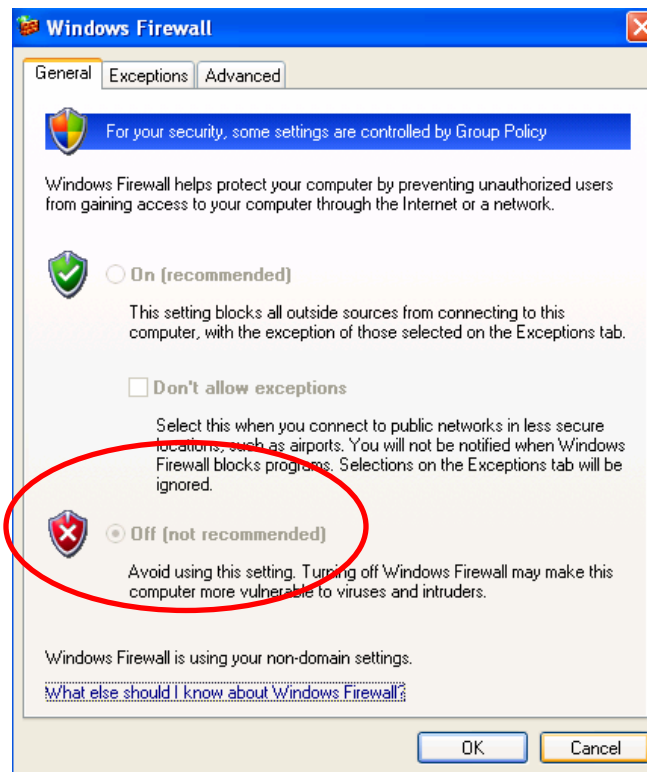 Windows Firewall
General Exceptions Advanced
For your security, some settings are controlled by Group Policy
Windows Firewall helps protect your computer by preventing unauthorized users
from gaining access to your computer through the Internet or a network.
On (recommended)
This setting blocks all outside sources from connecting to this
computer, with the exception of those selected on the Exceptions tab.
Don't allow exceptions
Select this when you connect to public networks in less secure
locations, such as airports. You will not be notified when Windows
Firewall blocks programs. Selections on the Exceptions tab will be
ignored.
Off (not recommended)
Avoid using this setting. Turning off Windows Firewall may make this
computer more vulnerable to viruses and intruders.
Windows Firewall is using your non-domain settings.
What else should I know about Windows Firewall?
OK Cancel